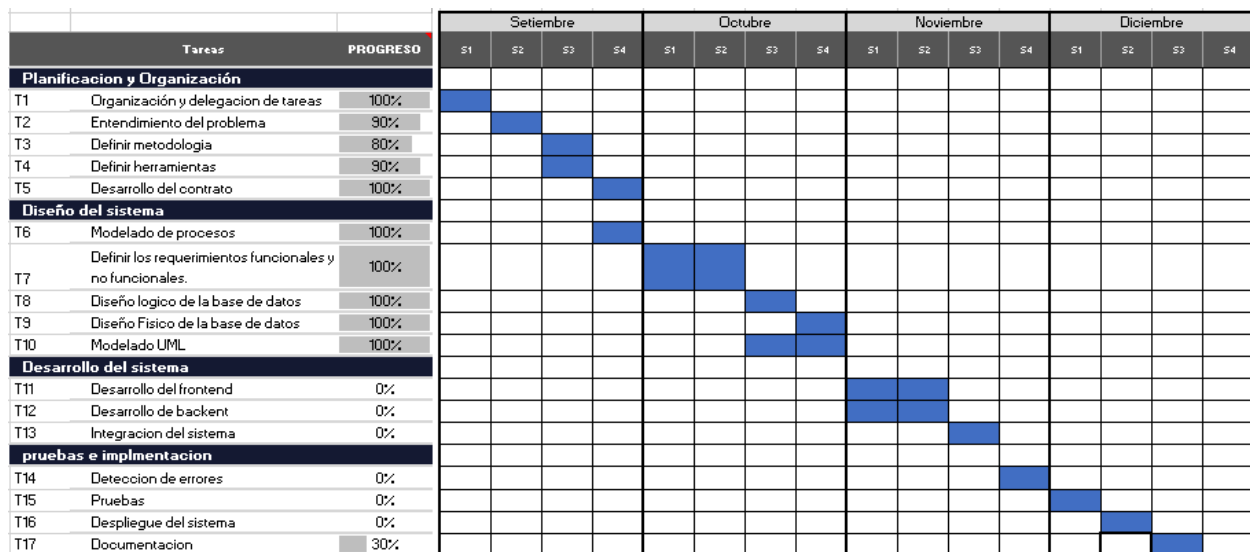 Setiembre Octubre Noviembre Diciembre
Tareas PROGRESO S1 S2 S3 S4 S1 S2 S3 S4 S1 S2 S3 S4 S1 S2 S3 S4
Planificacion y Organización
T1 Organización y delegacion de tareas 100%
T2 Entendimiento del problema 90%
T3 Definir metodologia 80%
T4 Definir herramientas 90%
T5 Desarrollo del contrato 100%
Diseño del sistema
T6 Modelado de procesos 100%
Definir los requerimientos funcionales y
T7 no funcionales. 100%
T8 Diseño logico de la base de datos 100%
T9 Diseño Fisico de la base de datos 100%
T10 Modelado UML 100%
Desarrollo del sistema
T11 Desarrollo del frontend 0%
T12 Desarrollo de backent 0%
T13 Integracion del sistema 0%
pruebas e implmentacion
T14 Deteccion de errores 0%
T15 Pruebas 0%
T16 Despliegue del sistema 0%
T17 Documentacion 30%